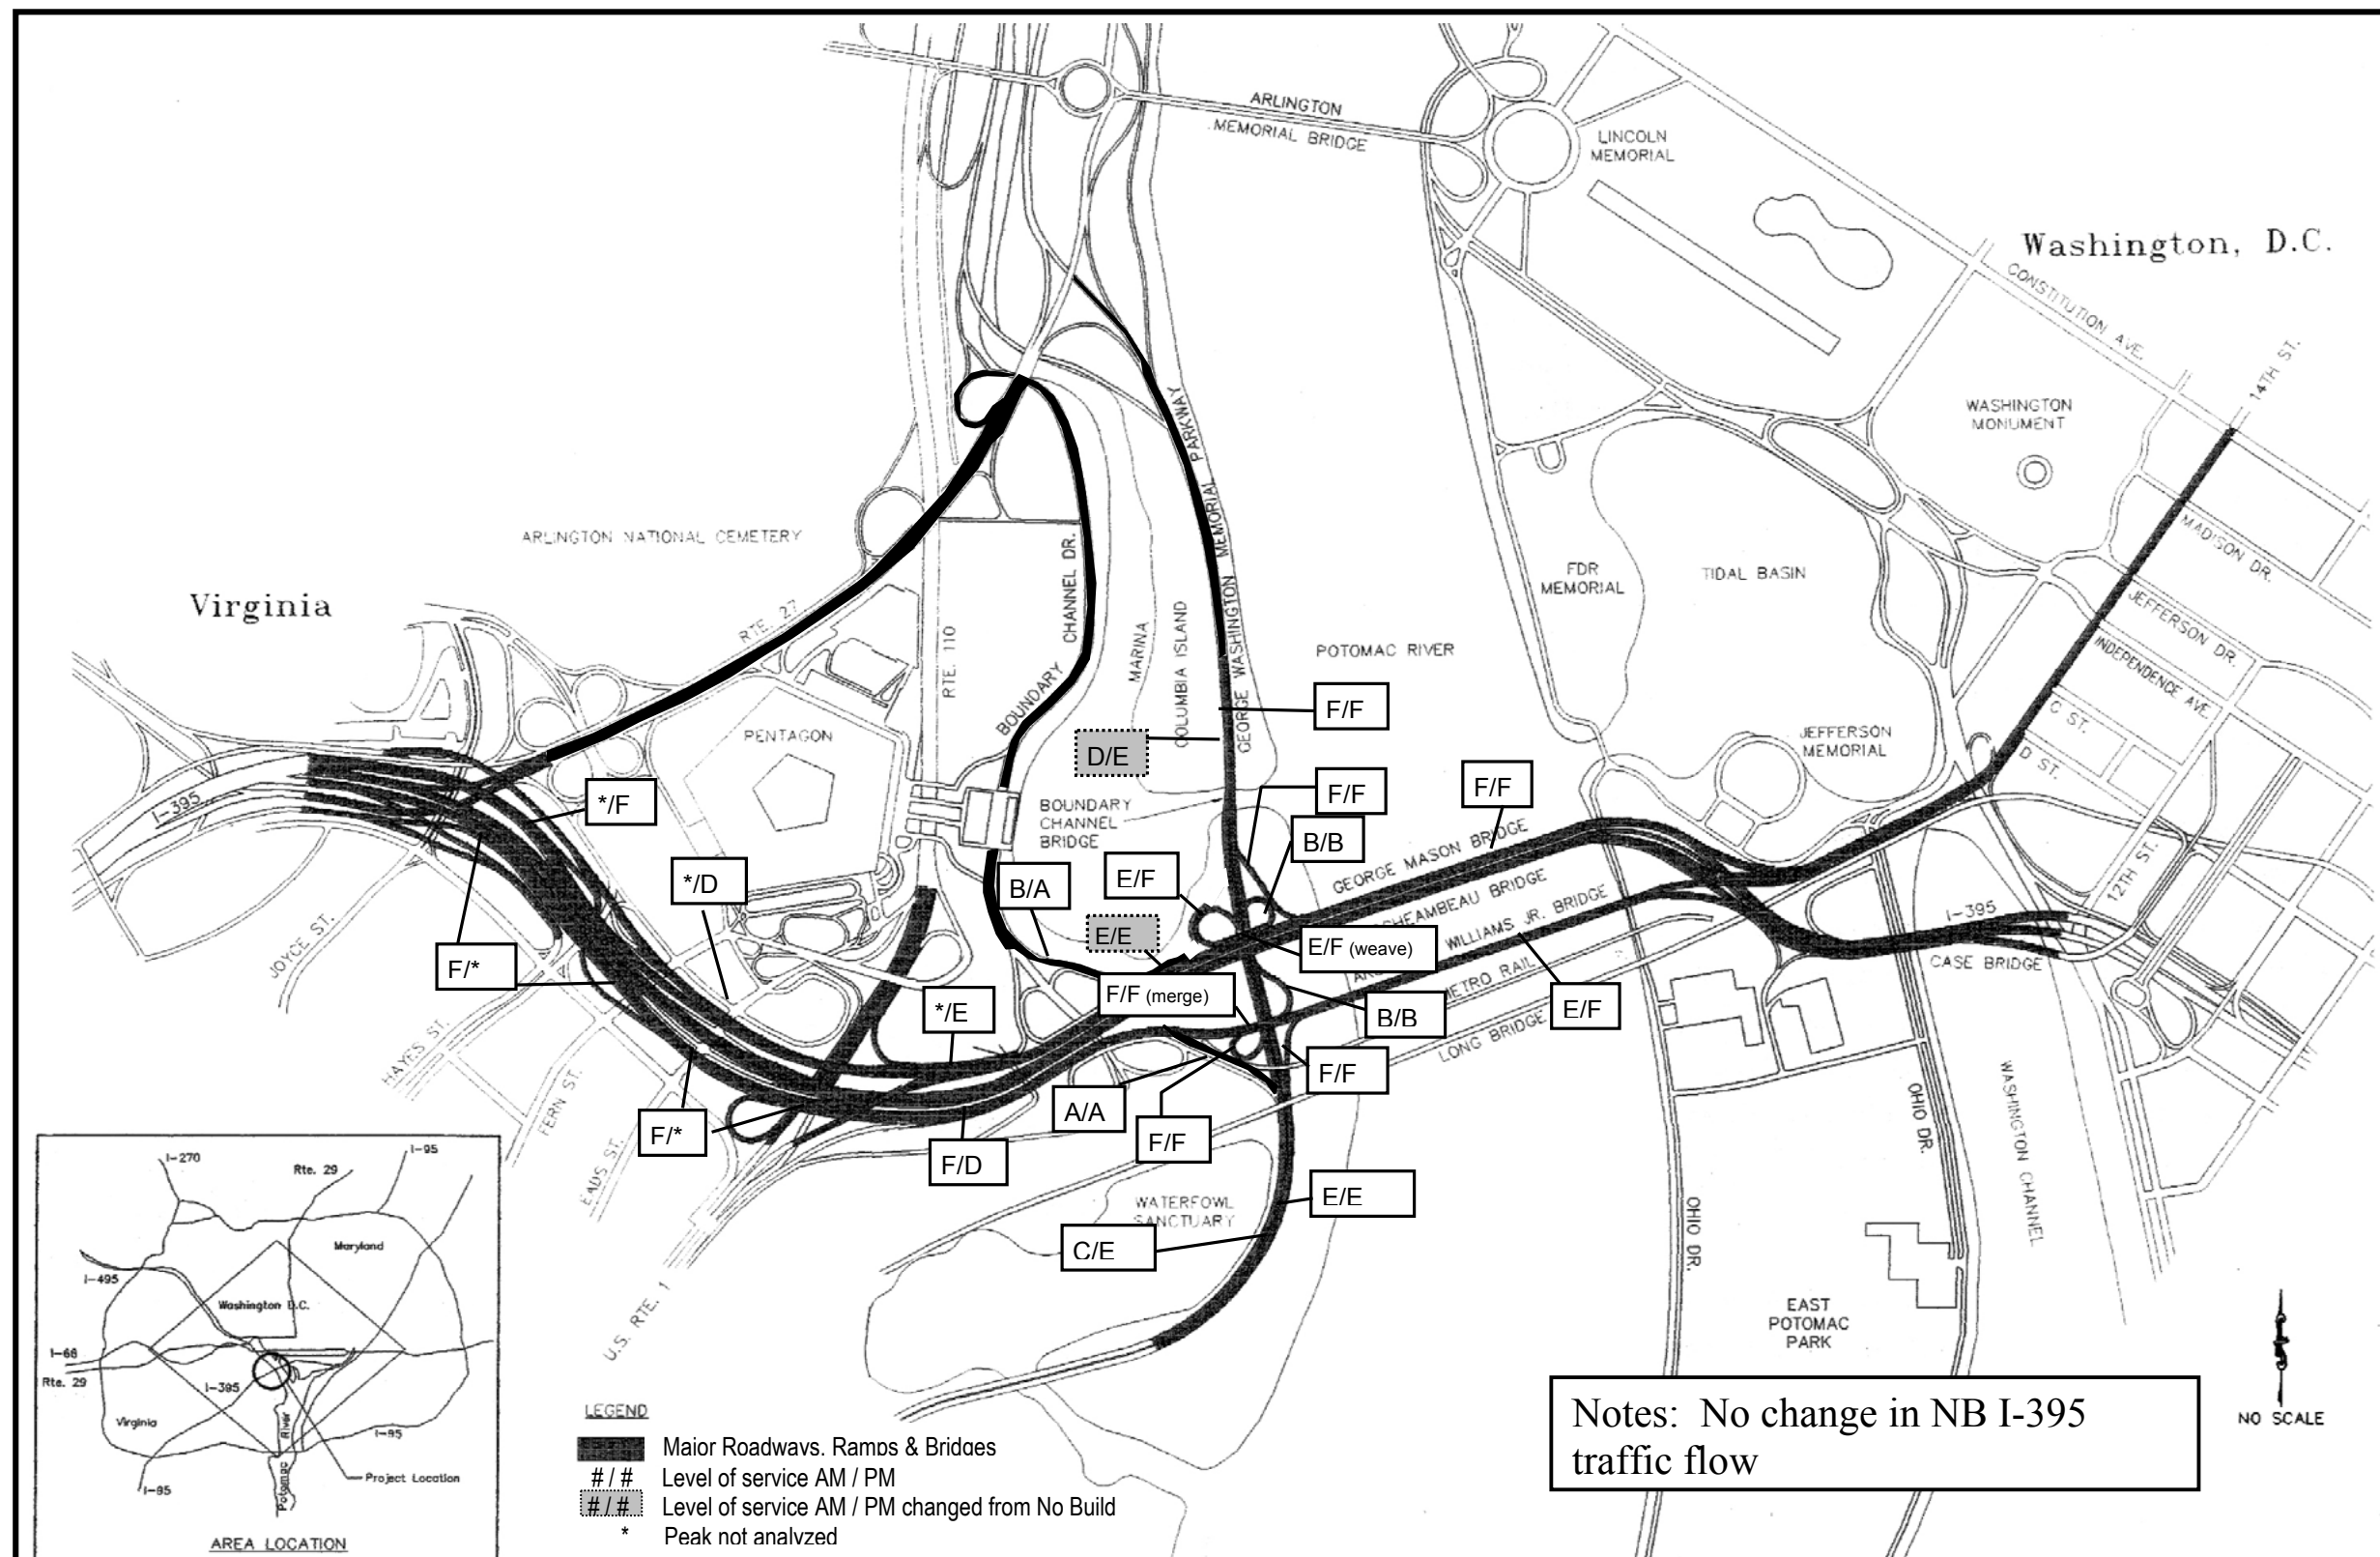 ARLINGTON
MEMORIAL BRIDGE
LINCOLN
MEMORIAL
Washington, D.C.
CONSTITUTION AVE.
14TH ST.
WASHINGTON
MONUMENT
MADISON DR.
JEFFERSON DR.
INDEPENDENCE AVE.
C ST.
D ST.
12TH ST.
ARLINGTON NATIONAL CEMETERY
Virginia
RTE. 27
RTE. 110
BOUNDARY CHANNEL DR.
MARINA
COLUMBIA ISLAND
GEORGE WASHINGTON MEMORIAL PARKWAY
POTOMAC RIVER
FDR
MEMORIAL
TIDAL BASIN
JEFFERSON
MEMORIAL
PENTAGON
BOUNDARY
CHANNEL
BRIDGE
I-395
F/F
D/E
F/F
F/F
B/B
*/F
*/D
B/A
E/F
E/E
E/F (weave)
F/F (merge)
F/*
*/E
B/B
E/F
F/F
A/A
F/F
F/*
F/D
E/E
C/E
GEORGE MASON BRIDGE
WILLIAMS JR. BRIDGE
METRO RAIL
LONG BRIDGE
I-395
CASE BRIDGE
JOYCE ST.
HAYES ST.
FERN ST.
EADS ST.
U.S. RTE. 1
WATERFOWL
SANCTUARY
OHIO DR.
OHIO DR.
WASHINGTON CHANNEL
EAST
POTOMAC
PARK
I-270
Rte. 29
I-95
Maryland
I-495
Washington D.C.
I-66
Rte. 29
I-395
Virginia
Potomac River
I-95
I-95
Project Location
AREA LOCATION
LEGEND
Major Roadways, Ramps & Bridges
# / # Level of service AM / PM
# / # Level of service AM / PM changed from No Build
* Peak not analyzed
Notes: No change in NB I-395
traffic flow
NO SCALE